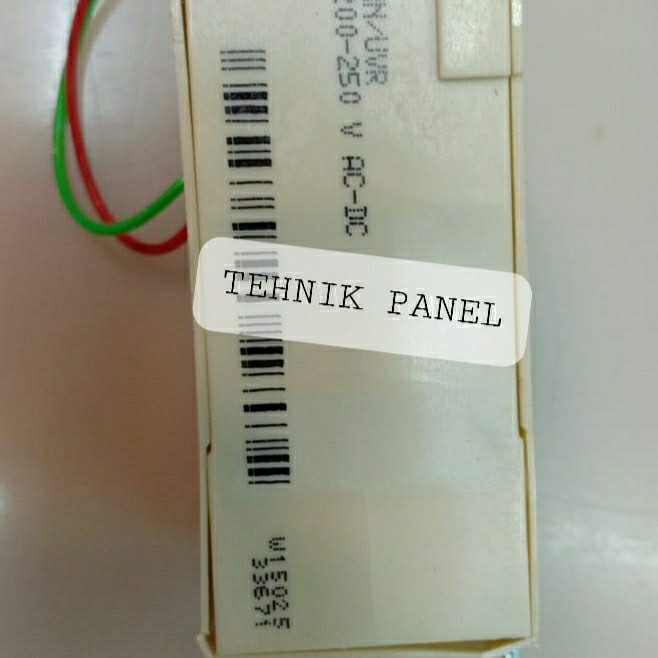 MN/UVR
200-250 V AC-DC
TEHNIK PANEL
W15025
33671